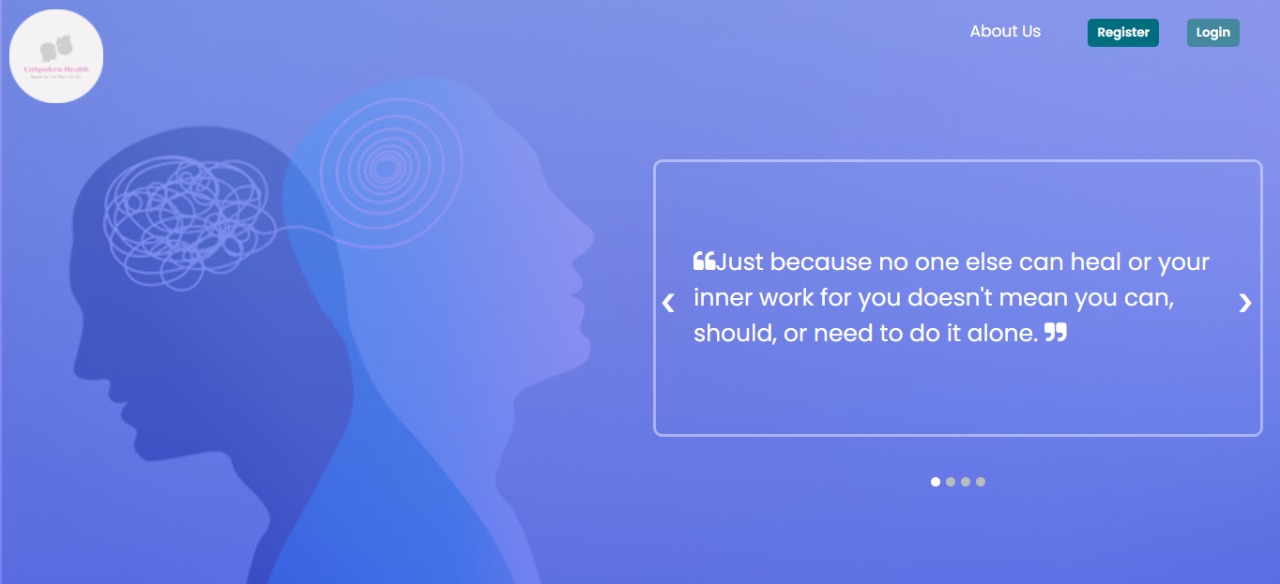 UnSpoken Health
About Us
Register
Login
❝Just because no one else can heal or your
inner work for you doesn't mean you can,
should, or need to do it alone. ❞